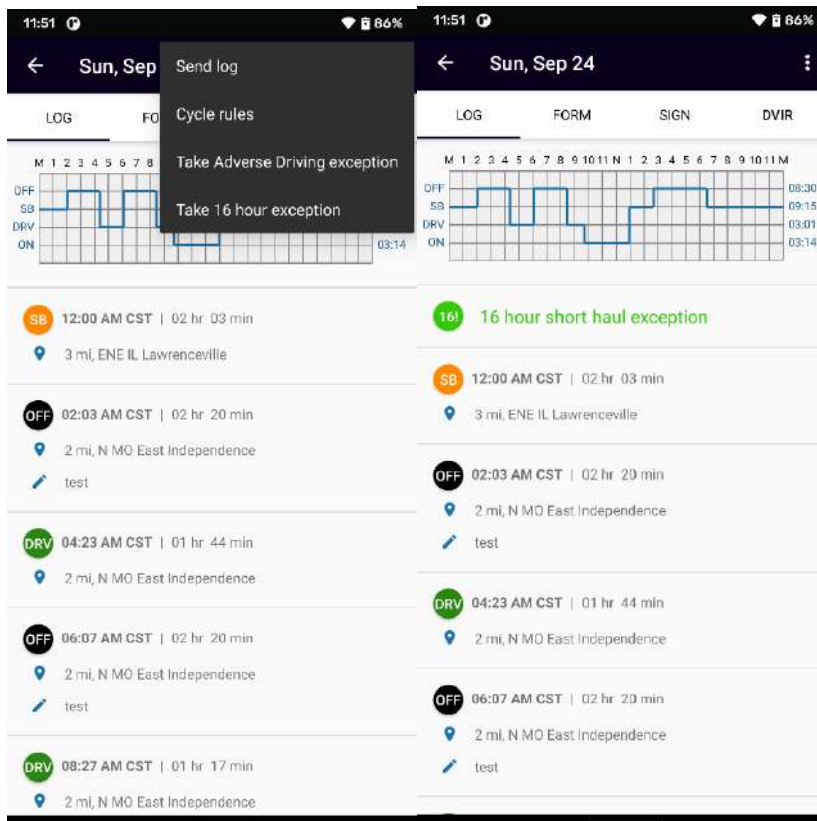 11:51 86%
Sun, Sep
Send log
Cycle rules
Take Adverse Driving exception
Take 16 hour exception
LOG FO
M 1 2 3 4 5 6 7 8
OFF
SB
DRV
ON 03:14
SB 12:00 AM CST | 02 hr 03 min
3 mi, ENE IL Lawrenceville
OFF 02:03 AM CST | 02 hr 20 min
2 mi, N MO East Independence
test
DRV 04:23 AM CST | 01 hr 44 min
2 mi, N MO East Independence
OFF 06:07 AM CST | 02 hr 20 min
2 mi, N MO East Independence
test
DRV 08:27 AM CST | 01 hr 17 min
2 mi, N MO East Independence
11:51 86%
Sun, Sep 24
LOG FORM SIGN DVIR
M 1 2 3 4 5 6 7 8 9 10 11 N 1 2 3 4 5 6 7 8 9 10 11 M
OFF 08:30
SB 09:15
DRV 03:01
ON 03:14
16! 16 hour short haul exception
SB 12:00 AM CST | 02 hr 03 min
3 mi, ENE IL Lawrenceville
OFF 02:03 AM CST | 02 hr 20 min
2 mi, N MO East Independence
test
DRV 04:23 AM CST | 01 hr 44 min
2 mi, N MO East Independence
OFF 06:07 AM CST | 02 hr 20 min
2 mi, N MO East Independence
test